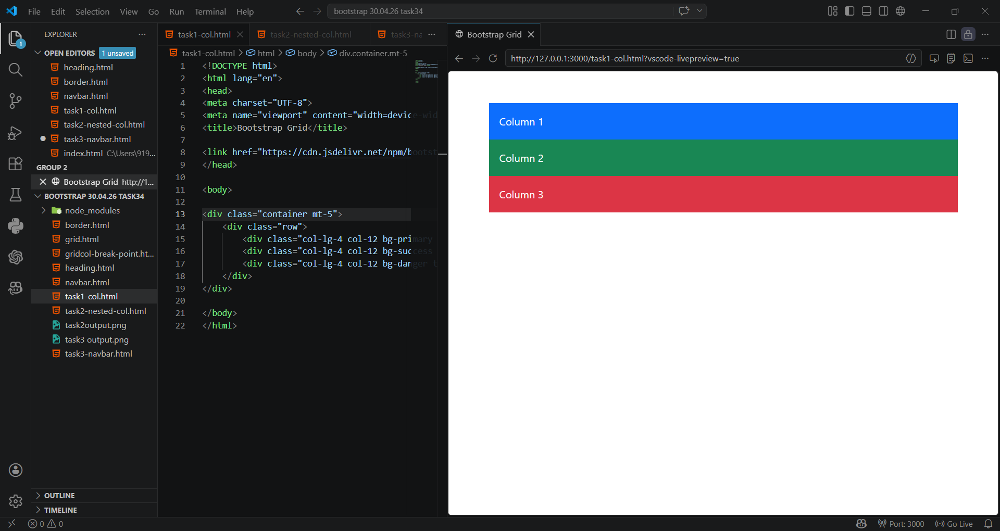 File Edit Selection View Go Run Terminal Help
bootstrap 30.04.26 task34
EXPLORER
OPEN EDITORS 1 unsaved
heading.html
border.html
navbar.html
task1-col.html
task2-nested-col.html
task3-navbar.html
index.html C:\Users\919...
GROUP 2
Bootstrap Grid http://1...
BOOTSTRAP 30.04.26 TASK34
node_modules
border.html
grid.html
gridcol-break-point.ht...
heading.html
navbar.html
task1-col.html
task2-nested-col.html
task2output.png
task3 output.png
task3-navbar.html
OUTLINE
TIMELINE
task1-col.html task2-nested-col.html task3-na
task1-col.html > html > body > div.container.mt-5
1 <!DOCTYPE html>
2 <html lang="en">
3 <head>
4 <meta charset="UTF-8">
5 <meta name="viewport" content="width=device-wid
6 <title>Bootstrap Grid</title>
7
8 <link href="https://cdn.jsdelivr.net/npm/bootst
9 </head>
10
11 <body>
12
13 <div class="container mt-5">
14 <div class="row">
15 <div class="col-lg-4 col-12 bg-primary
16 <div class="col-lg-4 col-12 bg-success
17 <div class="col-lg-4 col-12 bg-danger t
18 </div>
19 </div>
20
21 </body>
22 </html>
Bootstrap Grid
http://127.0.0.1:3000/task1-col.html?vscode-livepreview=true
Column 1
Column 2
Column 3
1
0 0
Port: 3000 Go Live